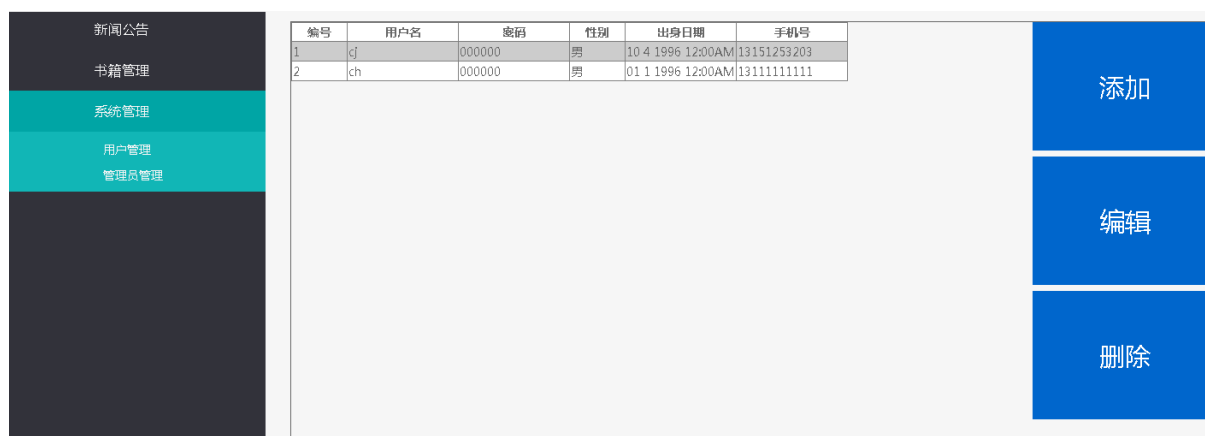 新闻公告
书籍管理
系统管理
用户管理
管理员管理
编号 用户名 密码 性别 出身日期 手机号
1 cj 000000 男 10 4 1996 12:00AM 13151253203
2 ch 000000 男 01 1 1996 12:00AM 13111111111
添加
编辑
删除